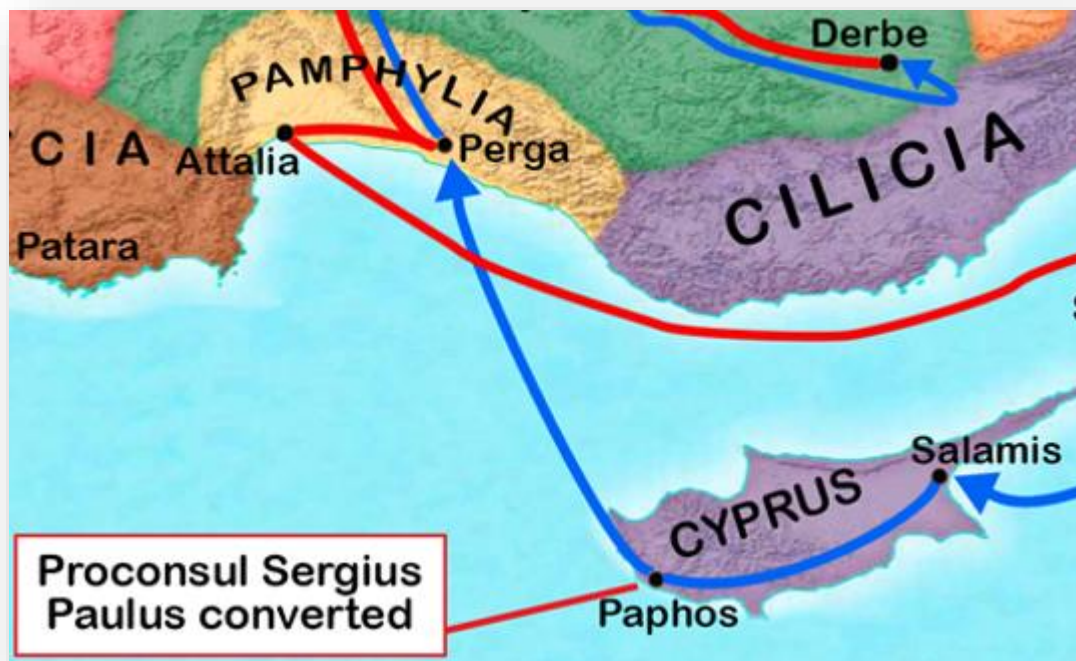 Derbe
PAMPHYLIA
CIA
Attalia
Perga
CILICIA
Patara
S
Salamis
CYPRUS
Proconsul Sergius
Paulus converted
Paphos